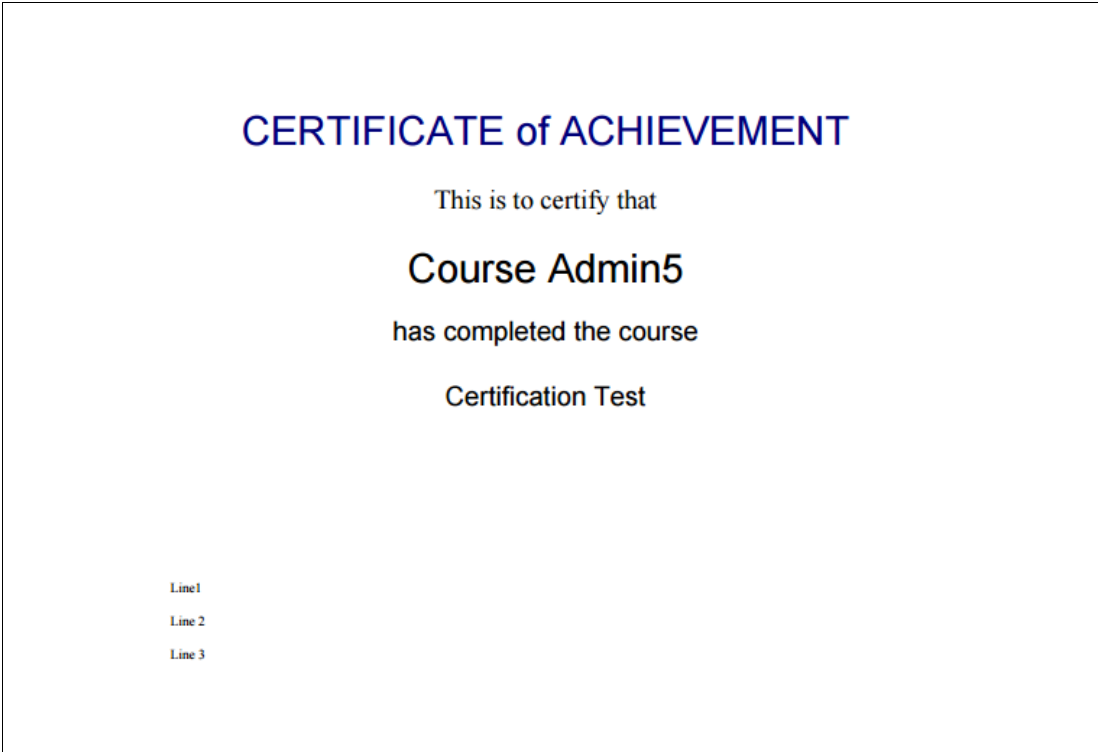 CERTIFICATE of ACHIEVEMENT
This is to certify that
Course Admin5
has completed the course
Certification Test
Line1
Line 2
Line 3